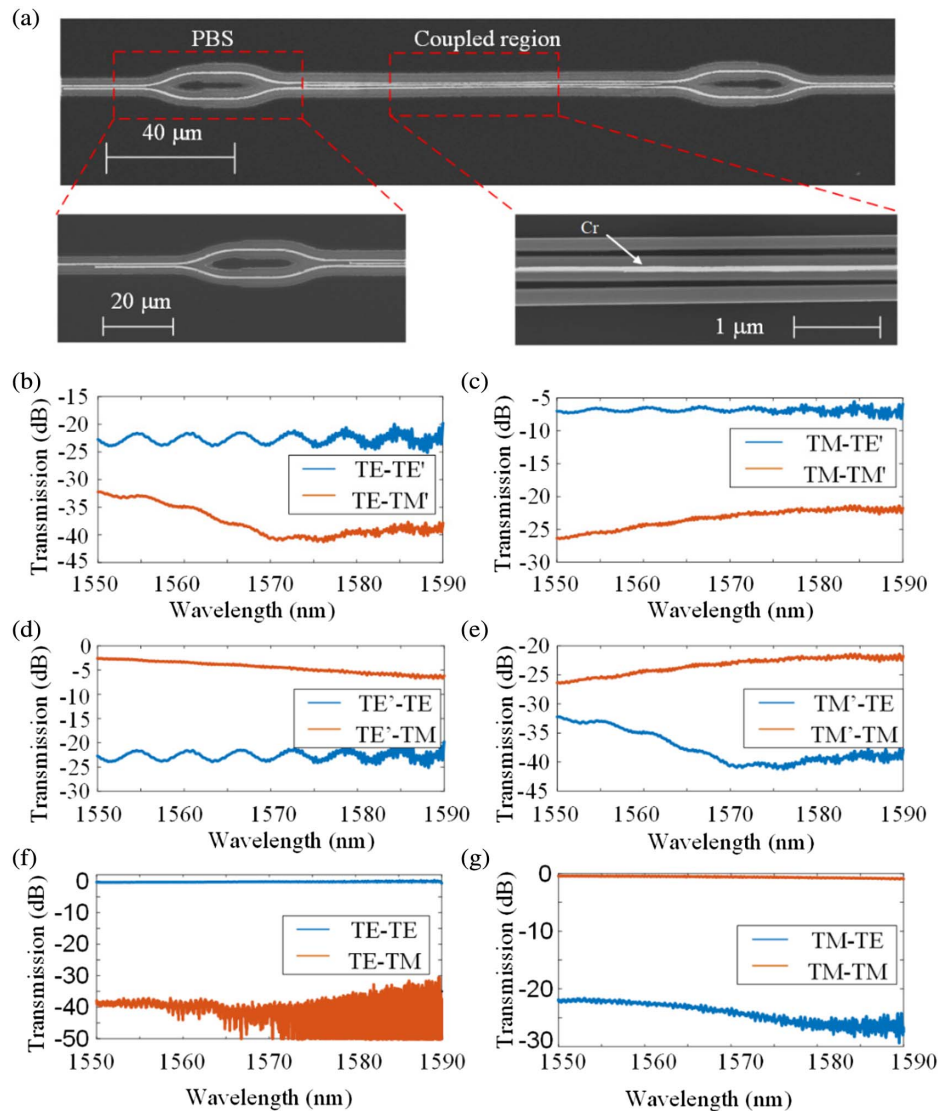 (a)
PBS
Coupled region
40 μm
20 μm
Cr
1 μm
(b)
Transmission (dB)
-15
-20
-25
-30
-35
-40
-45
TE-TE'
TE-TM'
1550 1560 1570 1580 1590
Wavelength (nm)
(c)
Transmission (dB)
-5
-10
-15
-20
-25
-30
TM-TE'
TM-TM'
1550 1560 1570 1580 1590
Wavelength (nm)
(d)
Transmission (dB)
0
-5
-10
-15
-20
-25
-30
TE’-TE
TE’-TM
1550 1560 1570 1580 1590
Wavelength (nm)
(e)
Transmission (dB)
-20
-25
-30
-35
-40
-45
TM’-TE
TM’-TM
1550 1560 1570 1580 1590
Wavelength (nm)
(f)
Transmission (dB)
0
-10
-20
-30
-40
-50
TE-TE
TE-TM
1550 1560 1570 1580 1590
Wavelength (nm)
(g)
Transmission (dB)
0
-10
-20
-30
TM-TE
TM-TM
1550 1560 1570 1580 1590
Wavelength (nm)